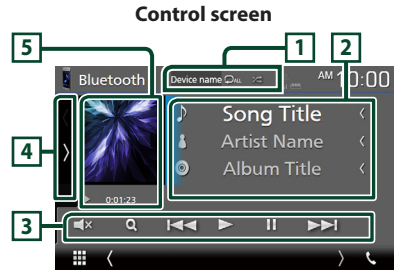 Control screen
5
1
2
Bluetooth
Device name ALL
AM 10:00
Song Title
Artist Name
Album Title
4
0:01:23
3